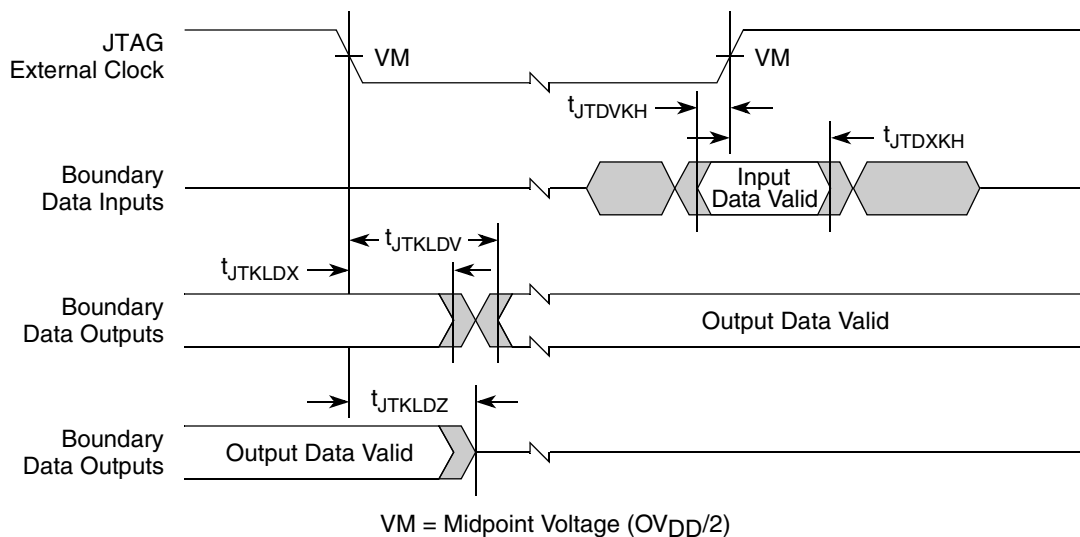 JTAG
External Clock
VM
VM
tJTDVKH
tJTDXKH
Boundary
Data Inputs
Input
Data Valid
tJTKLDV
tJTKLDX
Boundary
Data Outputs
Output Data Valid
tJTKLDZ
Boundary
Data Outputs
Output Data Valid
VM = Midpoint Voltage (OVDD/2)